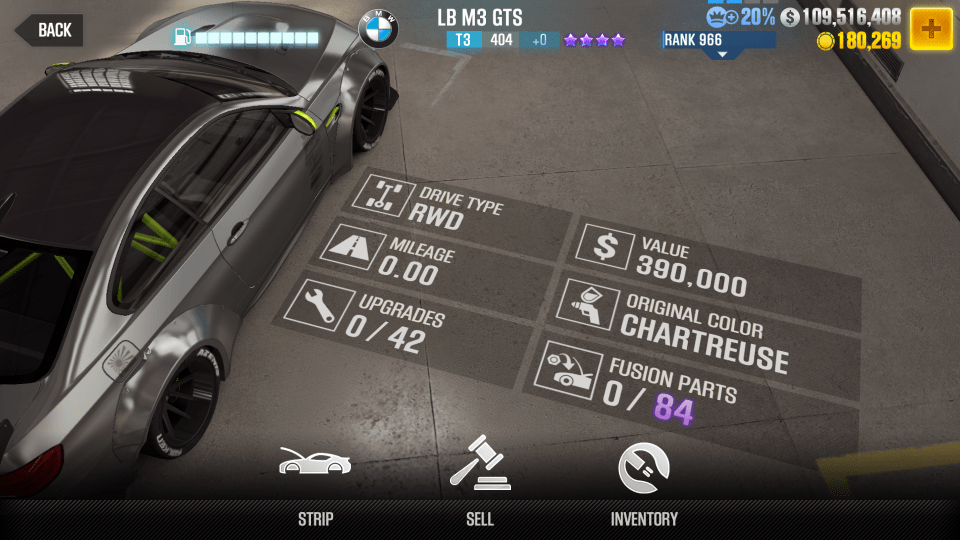 BACK
BMW
LB M3 GTS
T3 404 +0
20%
$ 109,516,408
180,269
+
RANK 966
DRIVE TYPE
RWD
MILEAGE
0.00
UPGRADES
0/42
$
VALUE
390,000
ORIGINAL COLOR
CHARTREUSE
FUSION PARTS
0/84
STRIP
SELL
INVENTORY